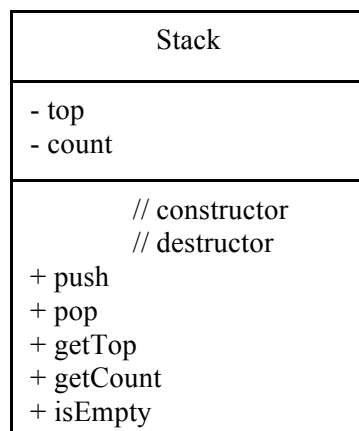 Stack
- top
- count
// constructor
// destructor
+ push
+ pop
+ getTop
+ getCount
+ isEmpty